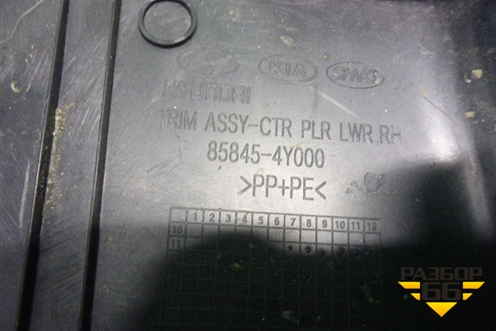 KIA
HYUNDAI
TRIM ASSY-CTR PLR LWR.RH
85845-4Y000
>PP+PE<
1 2 3 4 5 6 7 8 9 10 11 12
10
11
РАЗБОР
66